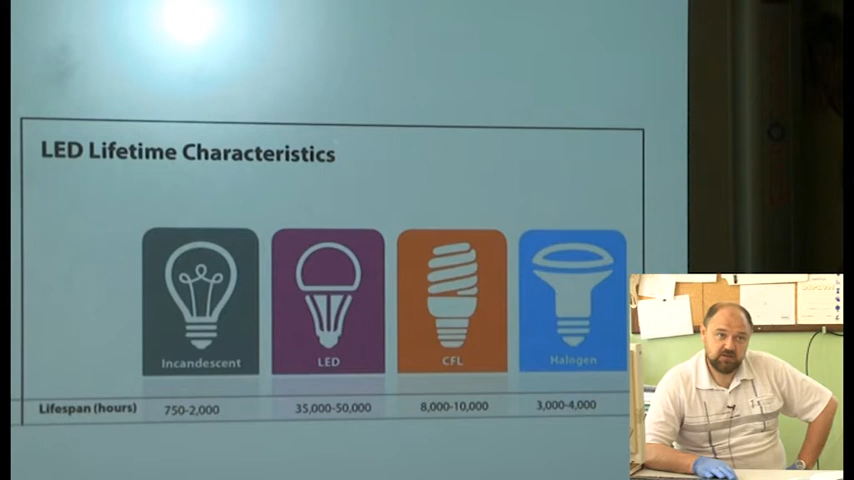 LED Lifetime Characteristics
Incandescent LED CFL Halogen
Lifespan (hours) 750-2,000 35,000-50,000 8,000-10,000 3,000-4,000